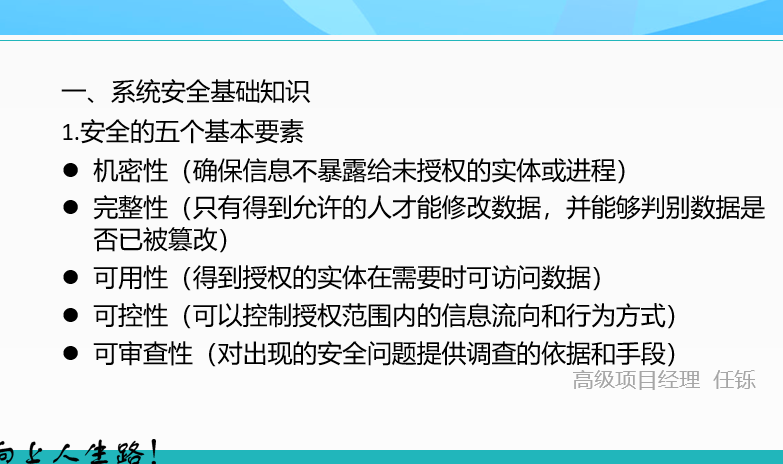 一、系统安全基础知识
1.安全的五个基本要素
● 机密性（确保信息不暴露给未授权的实体或进程）
● 完整性（只有得到允许的人才能修改数据，并能够判别数据是
否已被篡改）
● 可用性（得到授权的实体在需要时可访问数据）
● 可控性（可以控制授权范围内的信息流向和行为方式）
● 可审查性（对出现的安全问题提供调查的依据和手段）
高级项目经理 任铄
向上人生路！